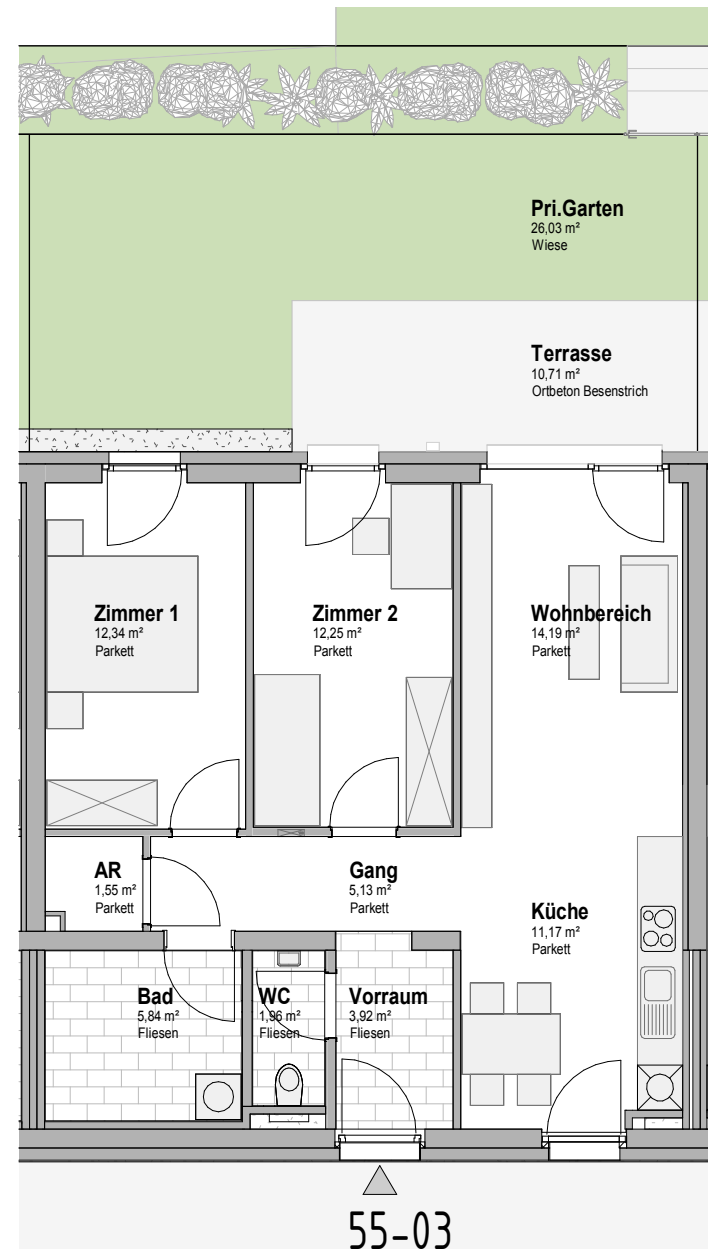 Pri.Garten
26,03 m²
Wiese
Terrasse
10,71 m²
Ortbeton Besenstrich
Zimmer 1
12,34 m²
Parkett
Zimmer 2
12,25 m²
Parkett
Wohnbereich
14,19 m²
Parkett
AR
1,55 m²
Parkett
Gang
5,13 m²
Parkett
Küche
11,17 m²
Parkett
Bad
5,84 m²
Fliesen
WC
1,96 m²
Fliesen
Vorraum
3,92 m²
Fliesen
55-03